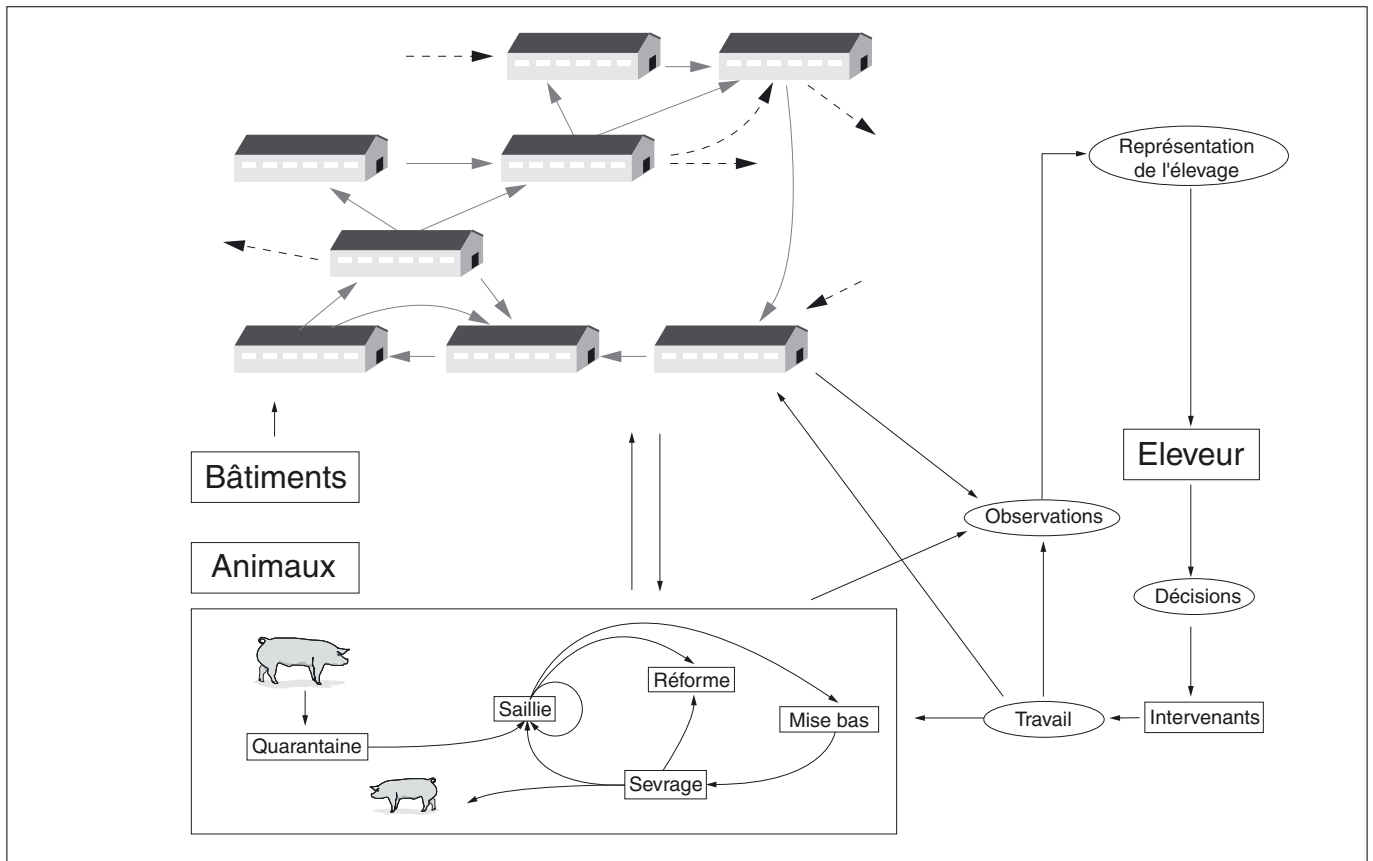 Représentation
de l'élevage
Bâtiments
Eleveur
Observations
Animaux
Décisions
Réforme
Saillie
Mise bas
Travail
Intervenants
Quarantaine
Sevrage